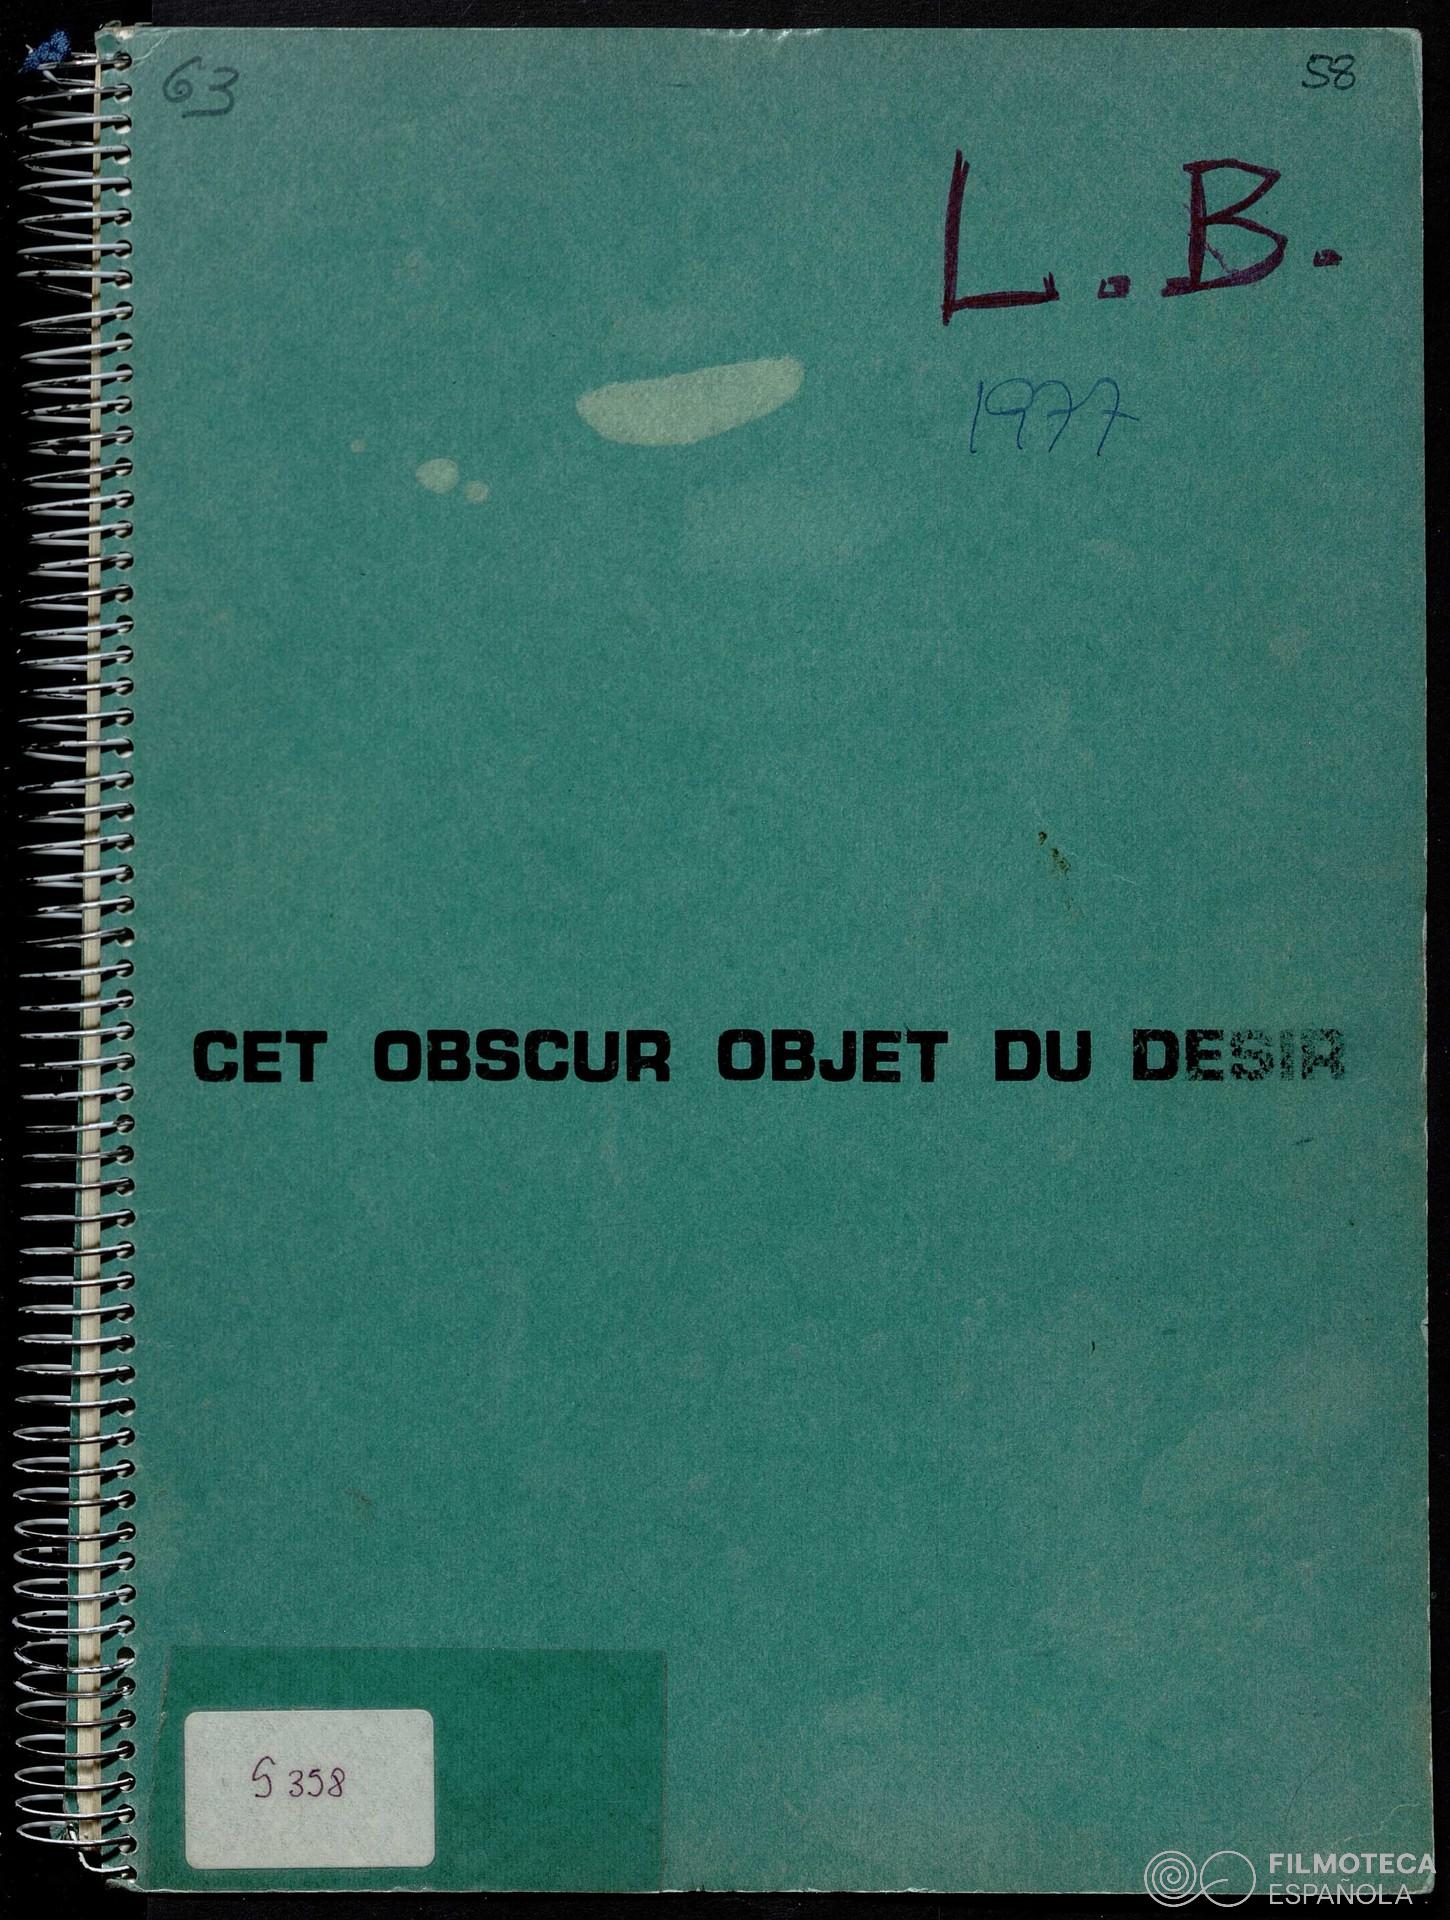 63
58
L.B.
1977
CET OBSCUR OBJET DU DESIR
G 358
FILMOTECA
ESPAÑOLA